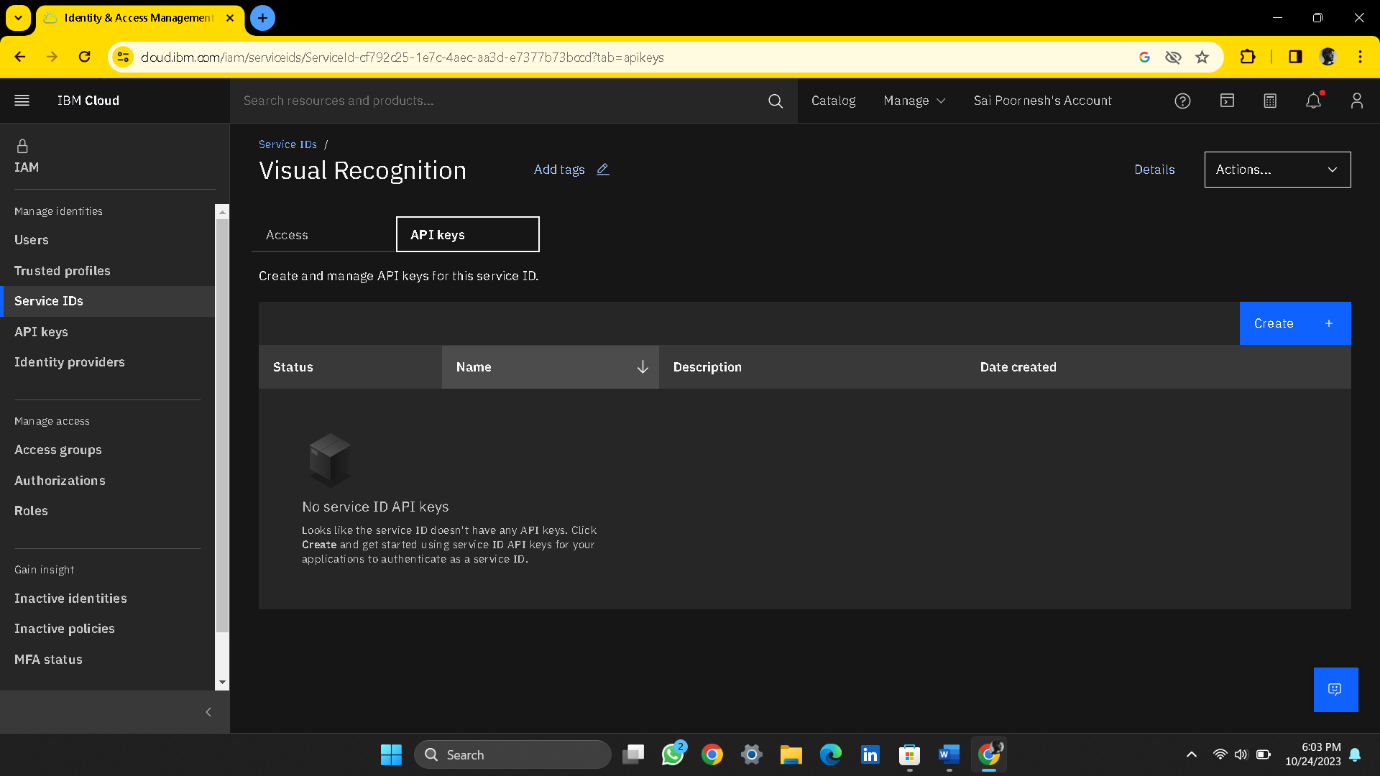 Identity & Access Management
cloud.ibm.com/iam/serviceids/ServiceId-cf792c25-1e7c-4aec-aa3d-e7377b73bccd?tab=apikeys
IBM Cloud
Search resources and products...
Catalog
Manage
Sai Poornesh's Account
IAM
Manage identities
Users
Trusted profiles
Service IDs
API keys
Identity providers
Manage access
Access groups
Authorizations
Roles
Gain insight
Inactive identities
Inactive policies
MFA status
Service IDs /
Visual Recognition
Add tags
Details
Actions...
Access
API keys
Create and manage API keys for this service ID.
Create +
Status
Name
Description
Date created
No service ID API keys
Looks like the service ID doesn't have any API keys. Click
Create and get started using service ID API keys for your
applications to authenticate as a service ID.
Search
2
6:03 PM
10/24/2023